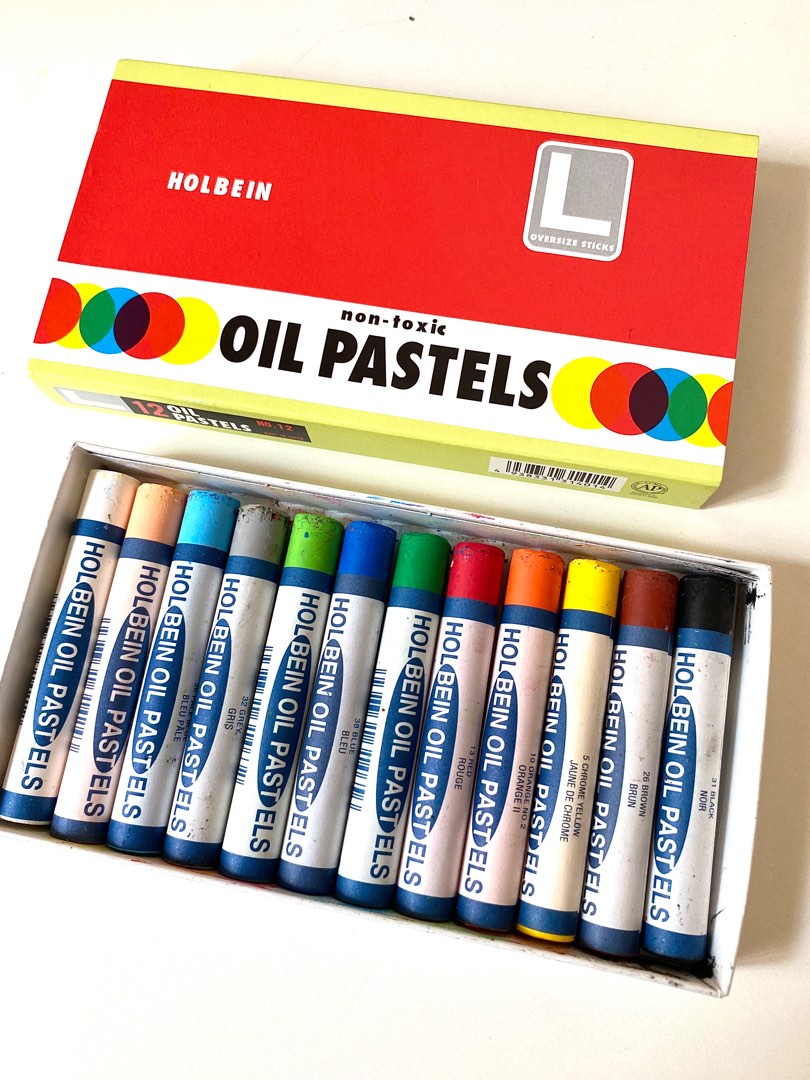 HOLBEIN
L
OVERSIZE STICKS
non-toxic
OIL PASTELS
12 OIL
PASTELS NO.12
AP
HOLBEIN OIL PASTELS
HOLBEIN OIL PASTELS
HOLBEIN OIL PASTELS
BLEU PALE
HOLBEIN OIL PASTELS
32 GREY
GRIS
HOLBEIN OIL PASTELS
HOLBEIN OIL PASTELS
38 BLUE
BLEU
HOLBEIN OIL PASTELS
HOLBEIN OIL PASTELS
13 RED
ROUGE
HOLBEIN OIL PASTELS
10 ORANGE NO.2
ORANGE II
HOLBEIN OIL PASTELS
5 CHROME YELLOW
JAUNE DE CHROME
HOLBEIN OIL PASTELS
26 BROWN
BRUN
HOLBEIN OIL PASTELS
31 BLACK
NOIR